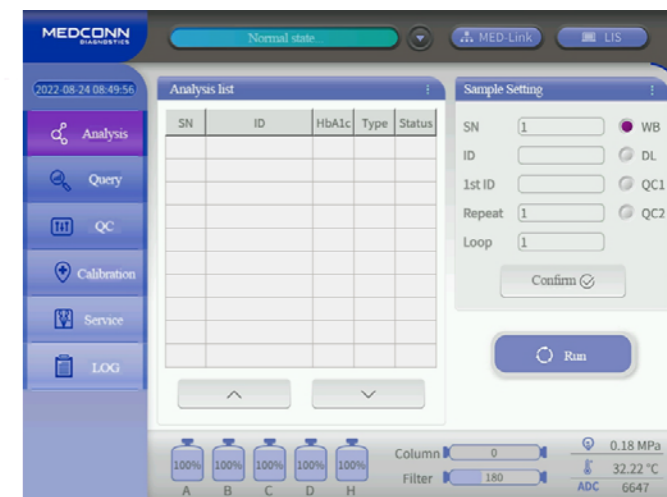 MEDCONN
DIAGNOSTICS
Normal state...
MED-Link
LIS
2022-08-24 08:49:56
Analysis
Query
QC
Calibration
Service
LOG
Analysis list
SN ID HbA1c Type Status
Sample Setting
SN 1 WB
ID DL
1st ID QC1
Repeat 1 QC2
Loop 1
Confirm
Run
100% 100% 100% 100% 100%
A B C D H
Column 0
Filter 180
0.18 MPa
32.22 °C
ADC 6647